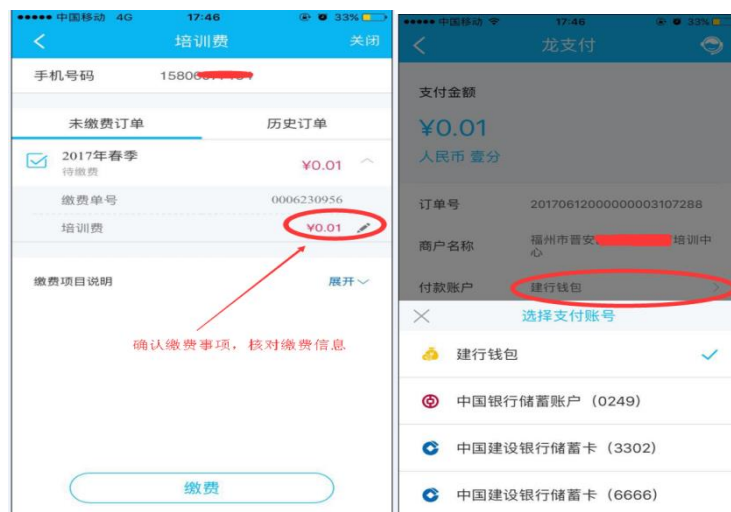 中国移动 4G 17:46 33%
培训费 关闭
手机号码 15806
未缴费订单 历史订单
2017年春季 ¥0.01
待缴费
缴费单号 0006230956
培训费 ¥0.01
缴费项目说明 展开
确认缴费事项，核对缴费信息
缴费
中国移动 17:46 33%
龙支付
支付金额
¥0.01
人民币 壹分
订单号 20170612000000003107288
商户名称 福州市晋安 培训中
心
付款账户 建行钱包
选择支付账号
建行钱包
中国银行储蓄账户（0249）
中国建设银行储蓄卡（3302）
中国建设银行储蓄卡（6666）